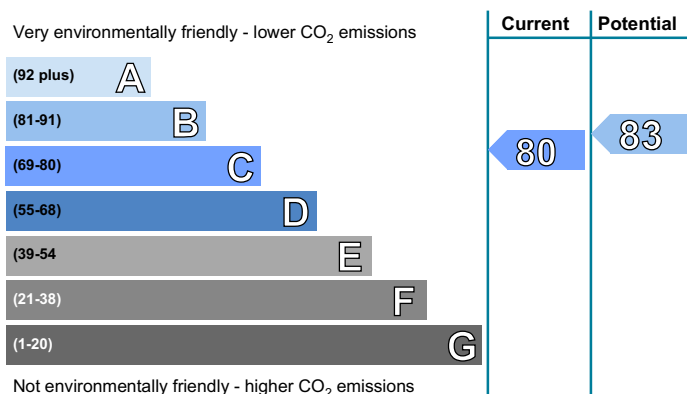 Very environmentally friendly - lower CO₂ emissions
Current
Potential
(92 plus) A
(81-91) B
(69-80) C
(55-68) D
(39-54 E
(21-38) F
(1-20) G
80
83
Not environmentally friendly - higher CO₂ emissions